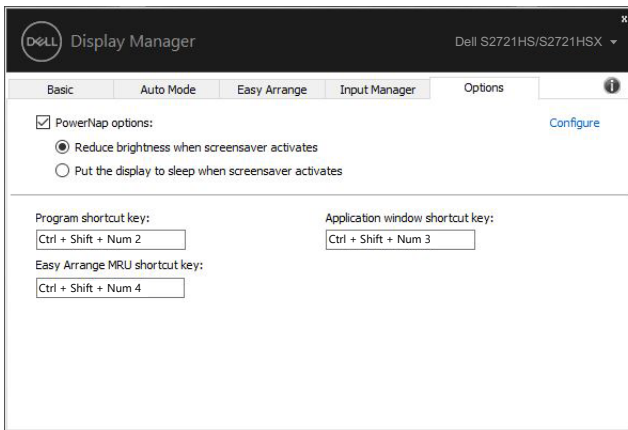 DELL Display Manager
Dell S2721HS/S2721HSX
x
Basic
Auto Mode
Easy Arrange
Input Manager
Options
PowerNap options:
Configure
Reduce brightness when screensaver activates
Put the display to sleep when screensaver activates
Program shortcut key:
Application window shortcut key:
Ctrl + Shift + Num 2
Ctrl + Shift + Num 3
Easy Arrange MRU shortcut key:
Ctrl + Shift + Num 4